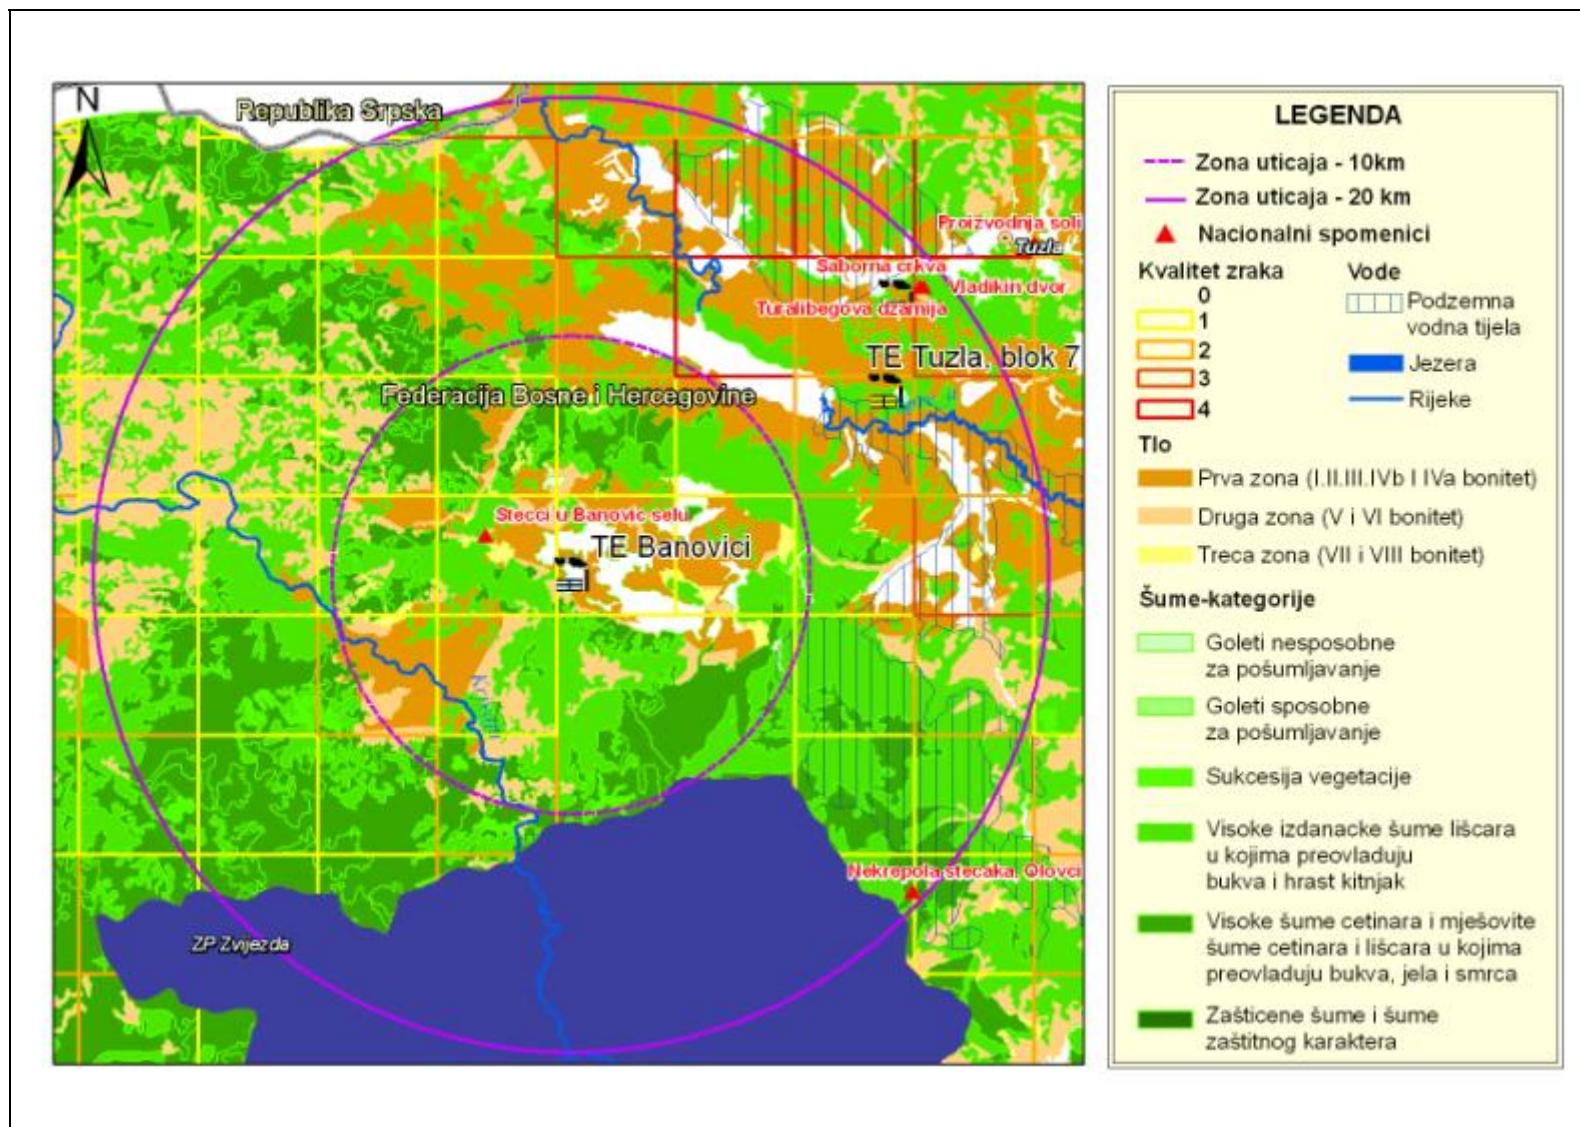 N
Republika Srpska
Proizvodnja soli
Tuzla
Saborna crkva
Vladikin dvor
Turalibegova dzamija
TE Tuzla, blok 7
Federacija Bosne i Hercegovine
Stecci u Banovic selu
TE Banovici
Krivaja
Nekrepola stecaka, Olovci
ZP Zvijezda
LEGENDA
Zona uticaja - 10km
Zona uticaja - 20 km
Nacionalni spomenici
Kvalitet zraka
0
1
2
3
4
Vode
Podzemna
vodna tijela
Jezera
Rijeke
Tlo
Prva zona (I.II.III.IVb I IVa bonitet)
Druga zona (V i VI bonitet)
Treca zona (VII i VIII bonitet)
Šume-kategorije
Goleti nesposobne
za pošumljavanje
Goleti sposobne
za pošumljavanje
Sukcesija vegetacije
Visoke izdanacke šume lišcara
u kojima preovladuju
bukva i hrast kitnjak
Visoke šume cetinara i mješovite
šume cetinara i lišcara u kojima
preovladuju bukva, jela i smrca
Zašticene šume i šume
zaštitnog karaktera